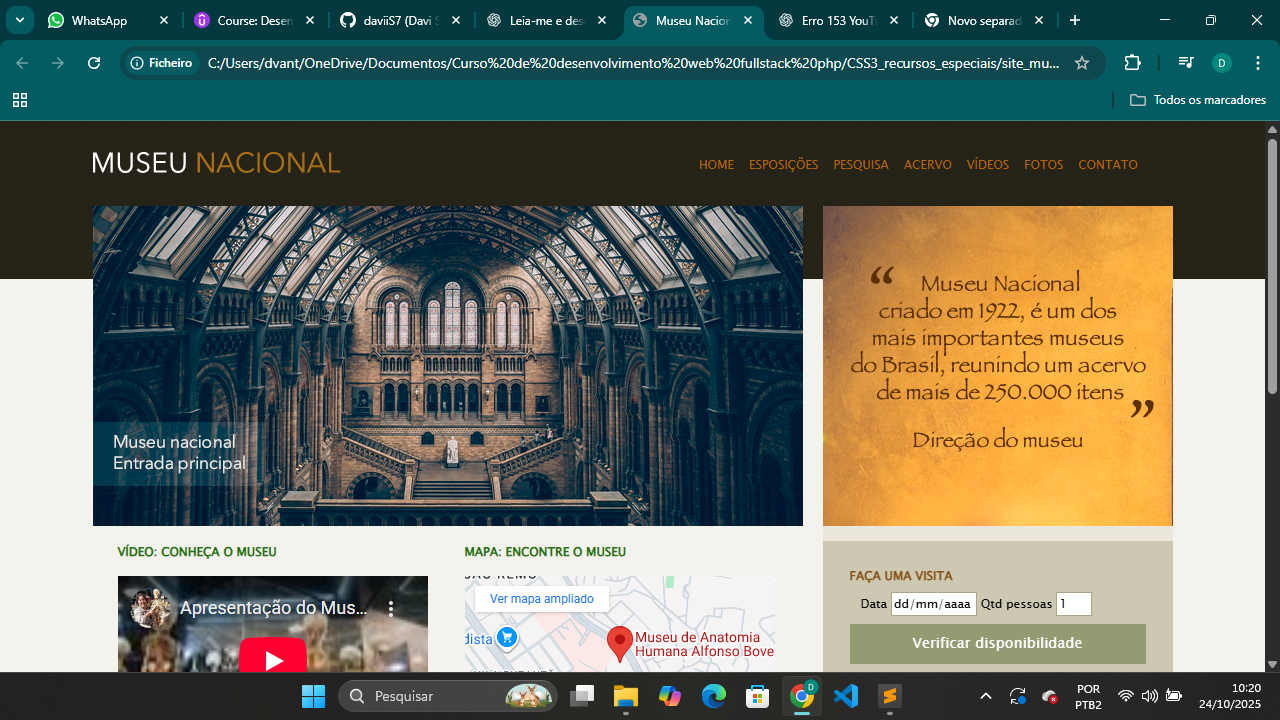 WhatsApp
Course: Desen
daviiS7 (Davi S
Leia-me e des
Museu Nacion
Erro 153 YouT
Novo separad
Ficheiro
C:/Users/dvant/OneDrive/Documentos/Curso%20de%20desenvolvimento%20web%20fullstack%20php/CSS3_recursos_especiais/site_mu...
D
Todos os marcadores
MUSEU NACIONAL
HOME ESPOSIÇÕES PESQUISA ACERVO VÍDEOS FOTOS CONTATO
“ Museu Nacional
criado em 1922, é um dos
mais importantes museus
do Brasil, reunindo um acervo
de mais de 250.000 itens ”
Direção do museu
Museu nacional
Entrada principal
VÍDEO: CONHEÇA O MUSEU
Apresentação do Mus...
MAPA: ENCONTRE O MUSEU
Ver mapa ampliado
dista
Museu de Anatomia
Humana Alfonso Bove
FAÇA UMA VISITA
Data dd/mm/aaaa Qtd pessoas 1
Verificar disponibilidade
Pesquisar
D
POR
PTB2
10:20
24/10/2025